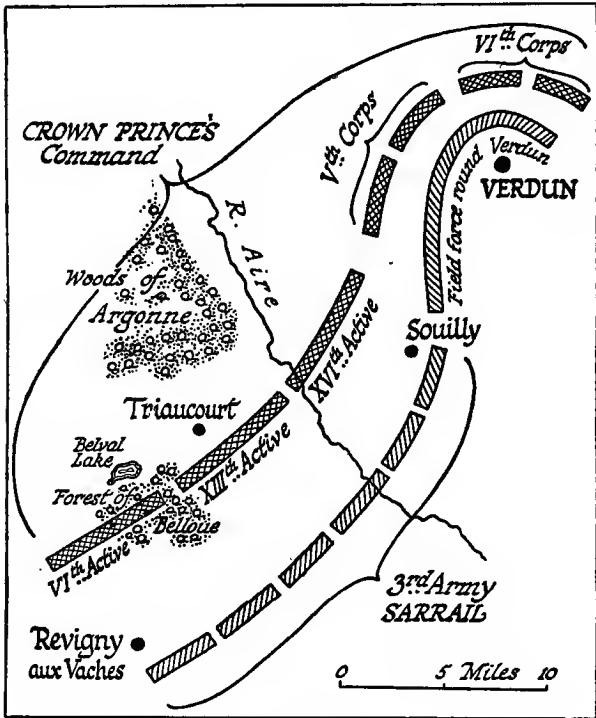 VIth Corps
CROWN PRINCE'S
Command
Vth Corps
Field force round Verdun
VERDUN
R. Aire
Woods of
Argonne
XVIth Active
Souilly
Triaucourt
Belval
Lake
XIIIth Active
Forest of
Belloue
VIth Active
3rd Army
SARRAIL
Revigny
aux Vaches
0 5 Miles 10